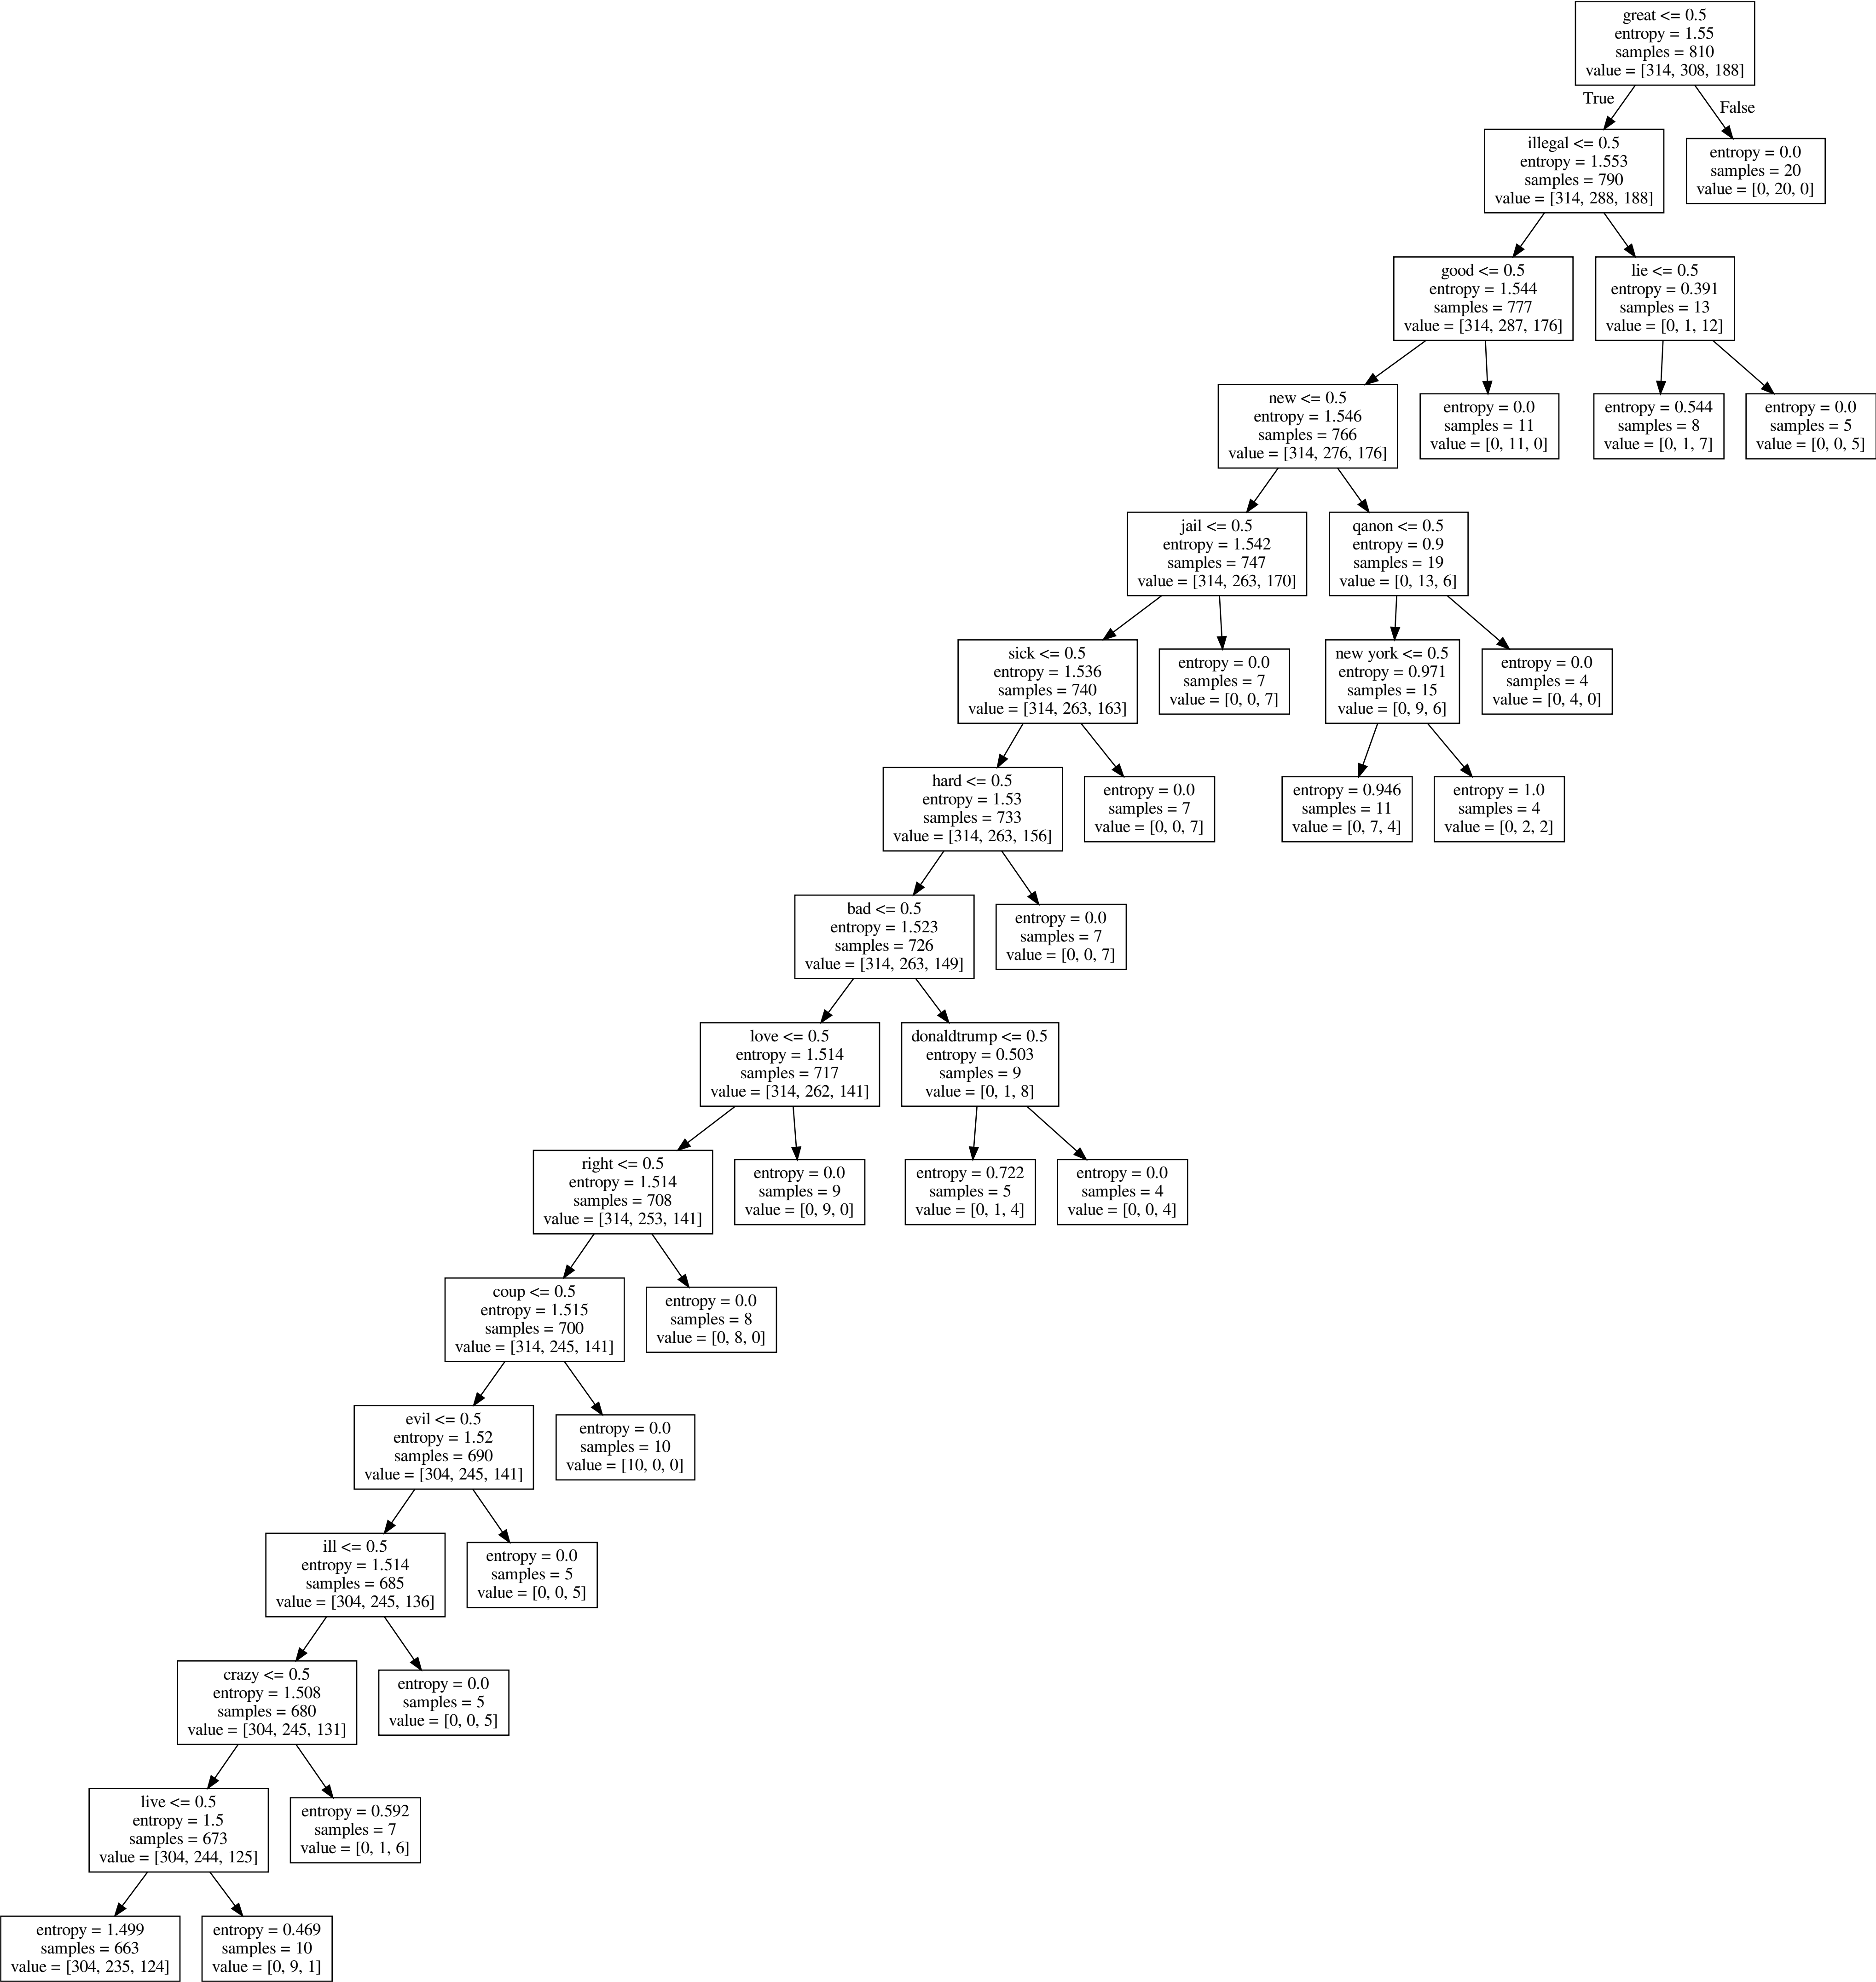 great <= 0.5
entropy = 1.55
samples = 810
value = [314, 308, 188]
True
False
illegal <= 0.5
entropy = 1.553
samples = 790
value = [314, 288, 188]
entropy = 0.0
samples = 20
value = [0, 20, 0]
good <= 0.5
entropy = 1.544
samples = 777
value = [314, 287, 176]
lie <= 0.5
entropy = 0.391
samples = 13
value = [0, 1, 12]
new <= 0.5
entropy = 1.546
samples = 766
value = [314, 276, 176]
entropy = 0.0
samples = 11
value = [0, 11, 0]
entropy = 0.544
samples = 8
value = [0, 1, 7]
entropy = 0.0
samples = 5
value = [0, 0, 5]
jail <= 0.5
entropy = 1.542
samples = 747
value = [314, 263, 170]
qanon <= 0.5
entropy = 0.9
samples = 19
value = [0, 13, 6]
sick <= 0.5
entropy = 1.536
samples = 740
value = [314, 263, 163]
entropy = 0.0
samples = 7
value = [0, 0, 7]
new york <= 0.5
entropy = 0.971
samples = 15
value = [0, 9, 6]
entropy = 0.0
samples = 4
value = [0, 4, 0]
hard <= 0.5
entropy = 1.53
samples = 733
value = [314, 263, 156]
entropy = 0.0
samples = 7
value = [0, 0, 7]
entropy = 0.946
samples = 11
value = [0, 7, 4]
entropy = 1.0
samples = 4
value = [0, 2, 2]
bad <= 0.5
entropy = 1.523
samples = 726
value = [314, 263, 149]
entropy = 0.0
samples = 7
value = [0, 0, 7]
love <= 0.5
entropy = 1.514
samples = 717
value = [314, 262, 141]
donaldtrump <= 0.5
entropy = 0.503
samples = 9
value = [0, 1, 8]
right <= 0.5
entropy = 1.514
samples = 708
value = [314, 253, 141]
entropy = 0.0
samples = 9
value = [0, 9, 0]
entropy = 0.722
samples = 5
value = [0, 1, 4]
entropy = 0.0
samples = 4
value = [0, 0, 4]
coup <= 0.5
entropy = 1.515
samples = 700
value = [314, 245, 141]
entropy = 0.0
samples = 8
value = [0, 8, 0]
evil <= 0.5
entropy = 1.52
samples = 690
value = [304, 245, 141]
entropy = 0.0
samples = 10
value = [10, 0, 0]
ill <= 0.5
entropy = 1.514
samples = 685
value = [304, 245, 136]
entropy = 0.0
samples = 5
value = [0, 0, 5]
crazy <= 0.5
entropy = 1.508
samples = 680
value = [304, 245, 131]
entropy = 0.0
samples = 5
value = [0, 0, 5]
live <= 0.5
entropy = 1.5
samples = 673
value = [304, 244, 125]
entropy = 0.592
samples = 7
value = [0, 1, 6]
entropy = 1.499
samples = 663
value = [304, 235, 124]
entropy = 0.469
samples = 10
value = [0, 9, 1]